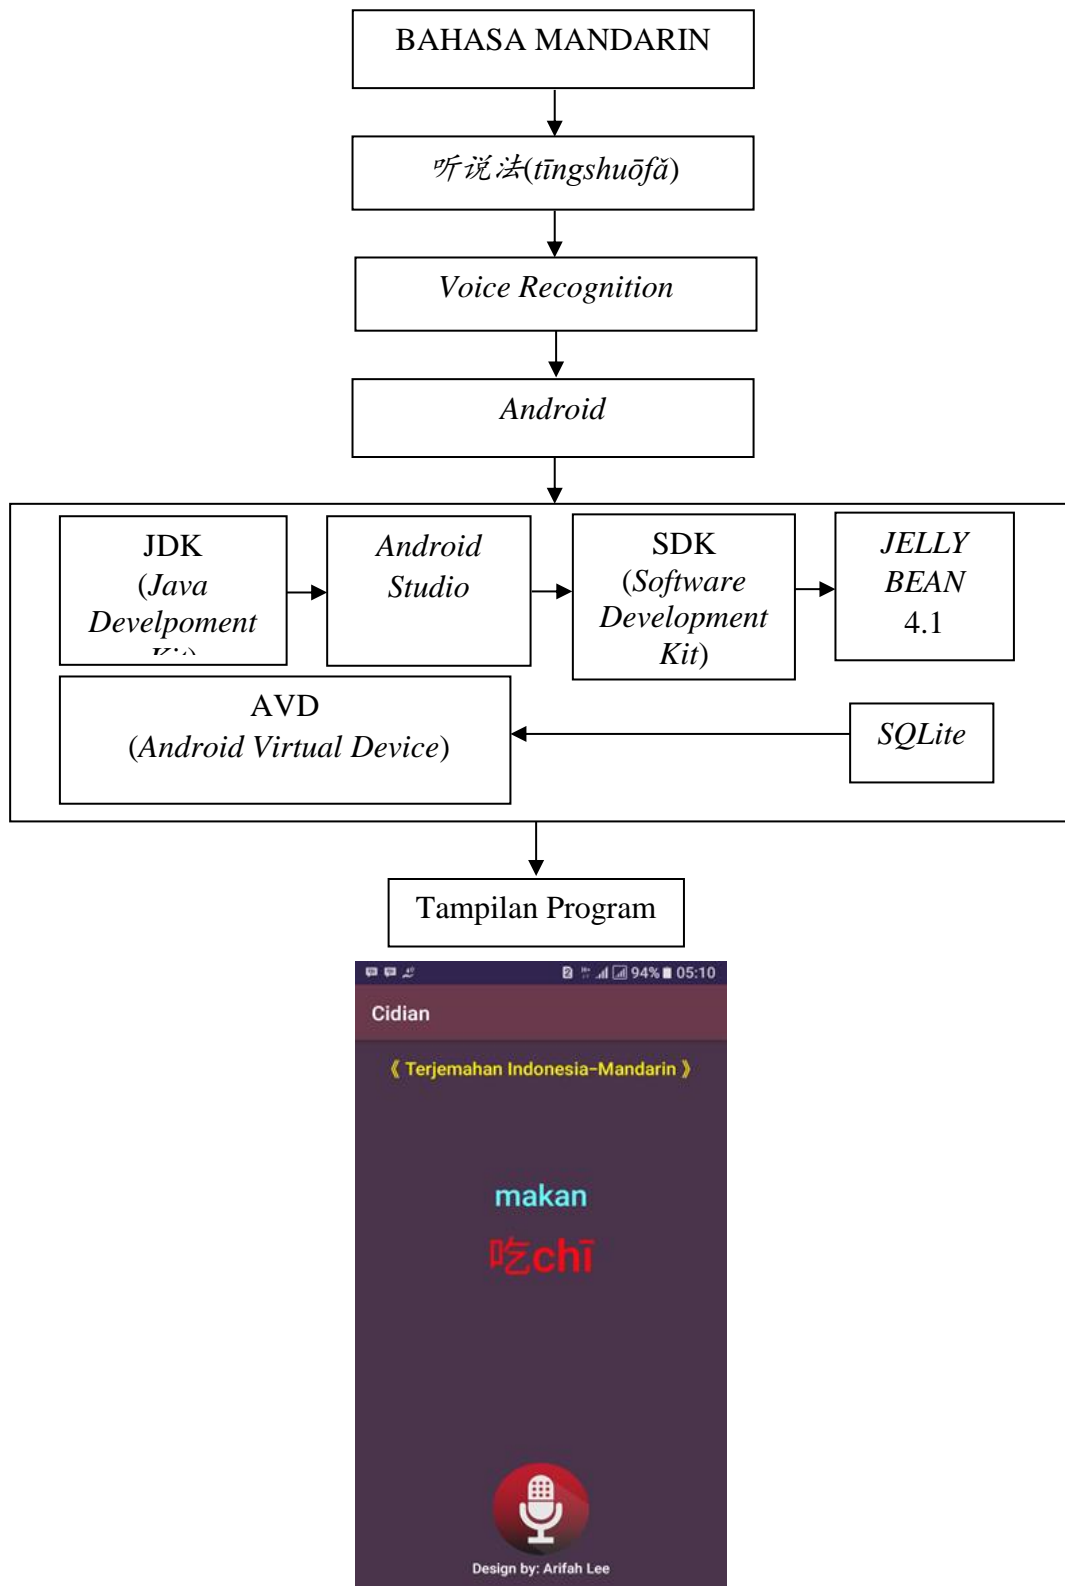 BAHASA MANDARIN
听说法(tīngshuōfǎ)
Voice Recognition
Android
JDK
(Java
Develpoment
Kit)
Android
Studio
SDK
(Software
Development
Kit)
JELLY
BEAN
4.1
AVD
(Android Virtual Device)
SQLite
Tampilan Program
94% 05:10
Cidian
《 Terjemahan Indonesia-Mandarin 》
makan
吃chī
Design by: Arifah Lee